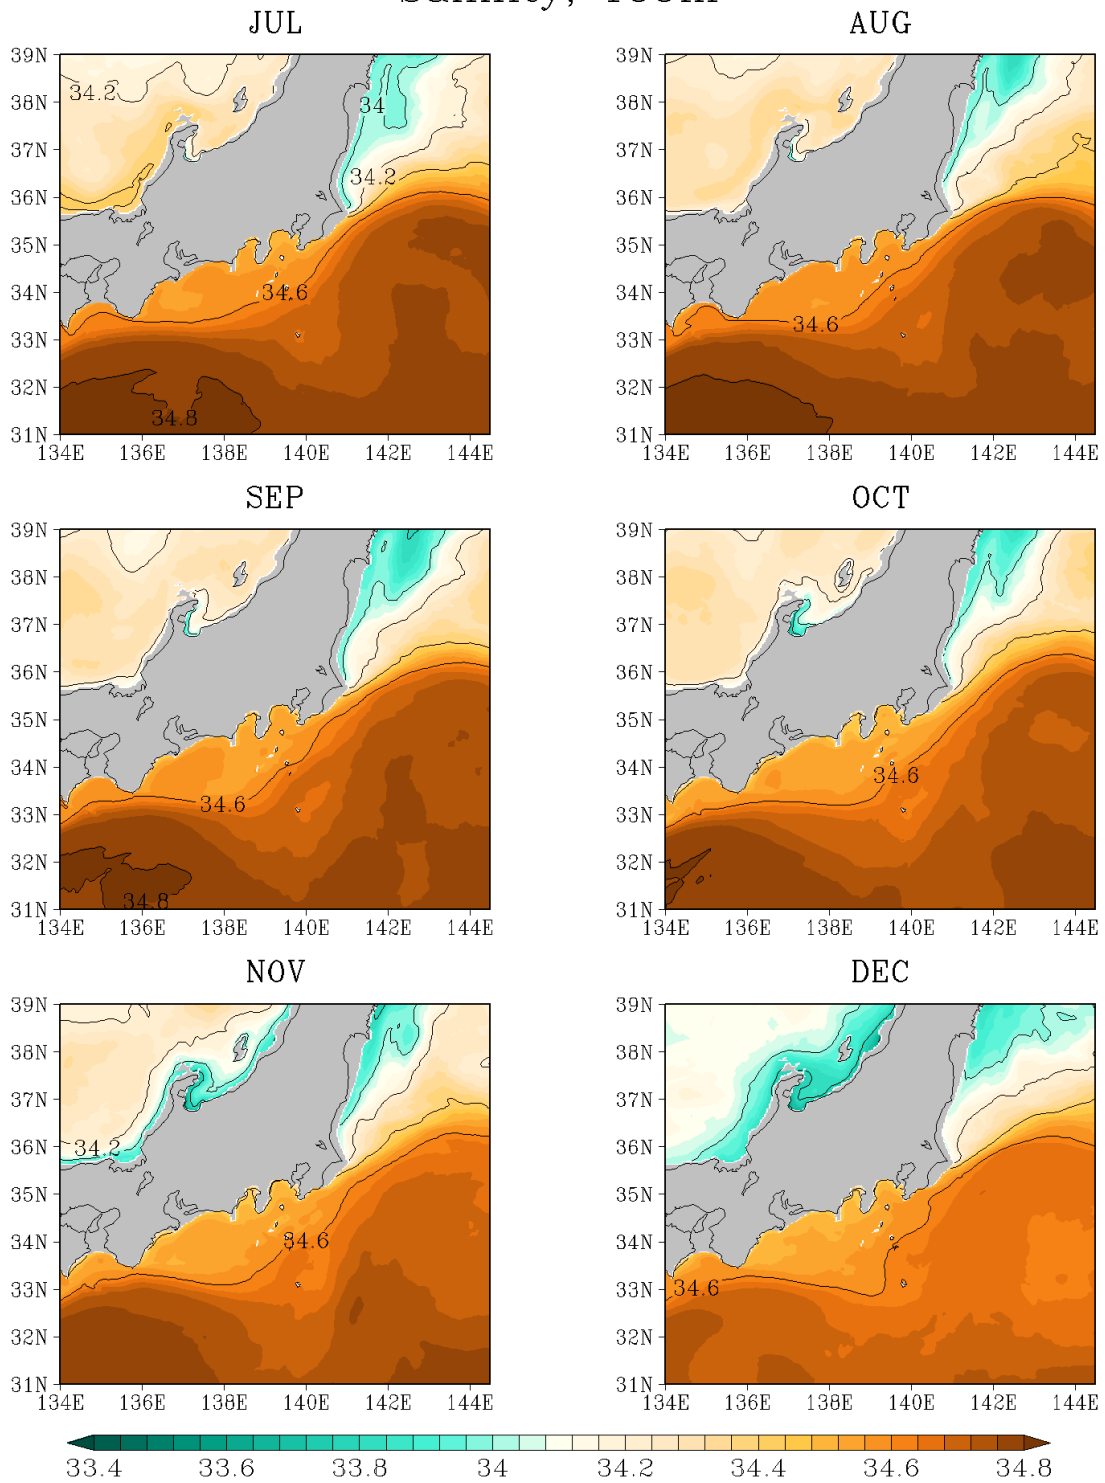 JUL AUG
39N 39N
38N 34.2 34 38N
37N 37N
36N 34.2 36N
35N 35N
34N 34.6 34N
33N 33N 34.6
32N 32N
31N 34.8 31N
134E 136E 138E 140E 142E 144E 134E 136E 138E 140E 142E 144E
SEP OCT
39N 39N
38N 38N
37N 37N
36N 36N
35N 35N
34N 34N 34.6
33N 34.6 33N
32N 32N
31N 34.8 31N
134E 136E 138E 140E 142E 144E 134E 136E 138E 140E 142E 144E
NOV DEC
39N 39N
38N 38N
37N 37N
36N 34.2 36N
35N 35N
34N 34.6 34N
33N 33N 34.6
32N 32N
31N 31N
134E 136E 138E 140E 142E 144E 134E 136E 138E 140E 142E 144E
33.4 33.6 33.8 34 34.2 34.4 34.6 34.8